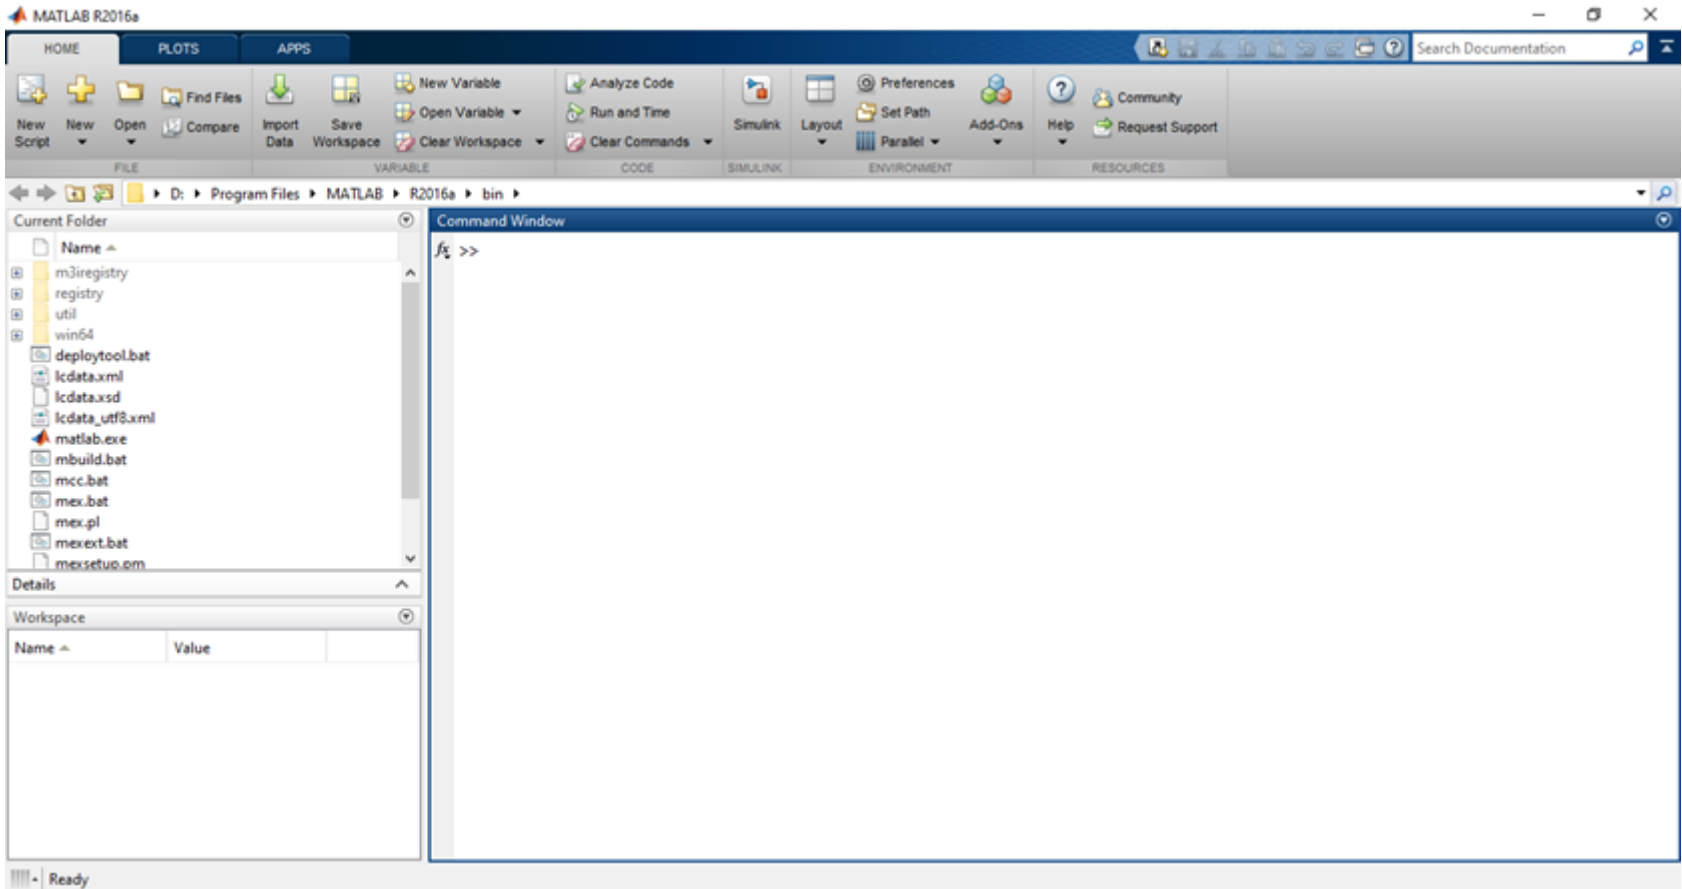 MATLAB R2016a
HOME PLOTS APPS Search Documentation
New Script New Open Find Files Compare Import Data Save Workspace New Variable Open Variable Clear Workspace Analyze Code Run and Time Clear Commands Simulink Layout Preferences Set Path Parallel Add-Ons Help Community Request Support
FILE VARIABLE CODE SIMULINK ENVIRONMENT RESOURCES
D: Program Files MATLAB R2016a bin
Current Folder
Name
m3iregistry
registry
util
win64
deploytool.bat
lcdata.xml
lcdata.xsd
lcdata_utf8.xml
matlab.exe
mbuild.bat
mcc.bat
mex.bat
mex.pl
mexext.bat
mexsetup.pm
Details
Workspace
Name Value
Command Window
fx >>
Ready